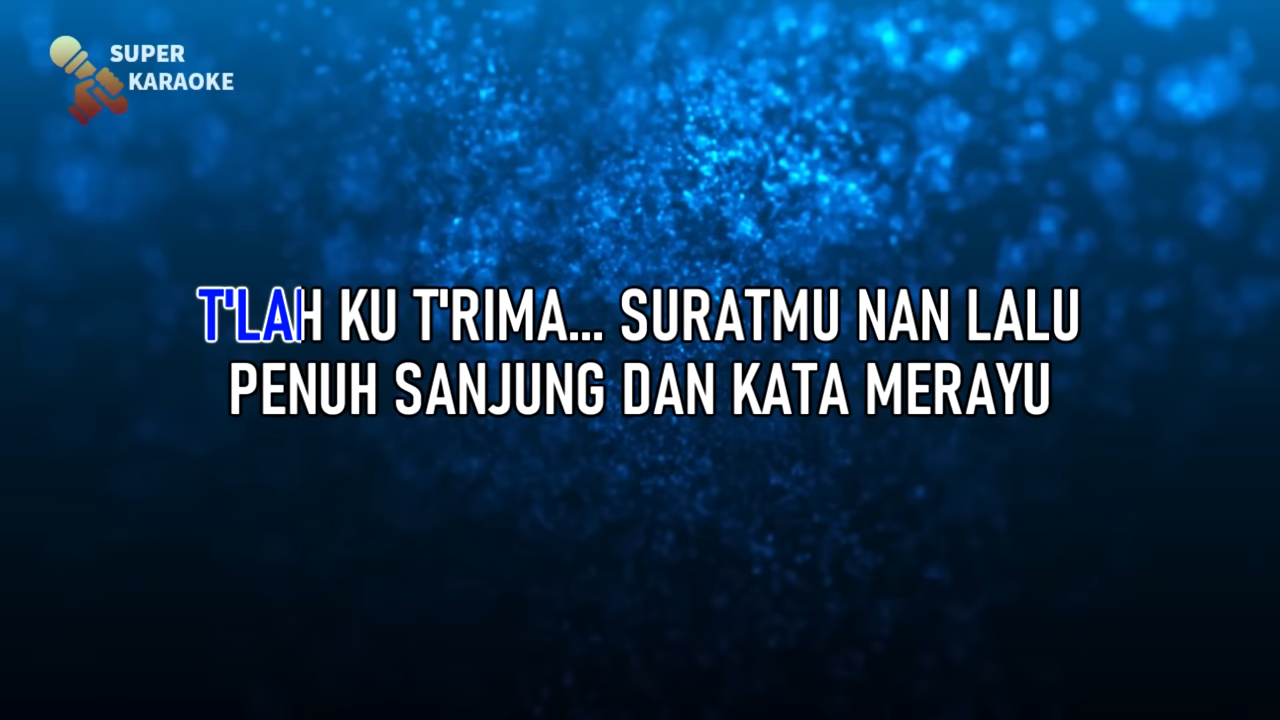 SUPER
KARAOKE
T'LAH KU T'RIMA... SURATMU NAN LALU
PENUH SANJUNG DAN KATA MERAYU